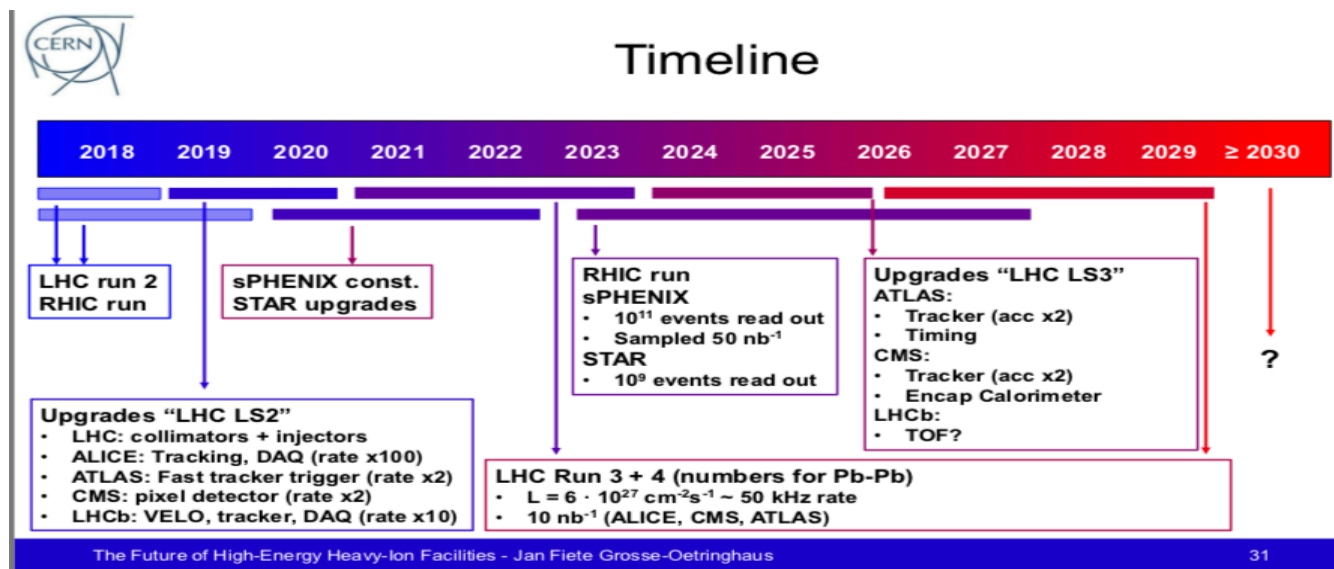 CERN
Timeline
2018 2019 2020 2021 2022 2023 2024 2025 2026 2027 2028 2029 ≥ 2030
LHC run 2
RHIC run
sPHENIX const.
STAR upgrades
RHIC run
sPHENIX
• 10¹¹ events read out
• Sampled 50 nb⁻¹
STAR
• 10⁹ events read out
Upgrades “LHC LS3”
ATLAS:
• Tracker (acc x2)
• Timing
CMS:
• Tracker (acc x2)
• Encap Calorimeter
LHCb:
• TOF?
?
Upgrades “LHC LS2”
• LHC: collimators + injectors
• ALICE: Tracking, DAQ (rate x100)
• ATLAS: Fast tracker trigger (rate x2)
• CMS: pixel detector (rate x2)
• LHCb: VELO, tracker, DAQ (rate x10)
LHC Run 3 + 4 (numbers for Pb-Pb)
• L = 6 · 10²⁷ cm⁻²s⁻¹ ~ 50 kHz rate
• 10 nb⁻¹ (ALICE, CMS, ATLAS)
The Future of High-Energy Heavy-Ion Facilities - Jan Fiete Grosse-Oetringhaus 31